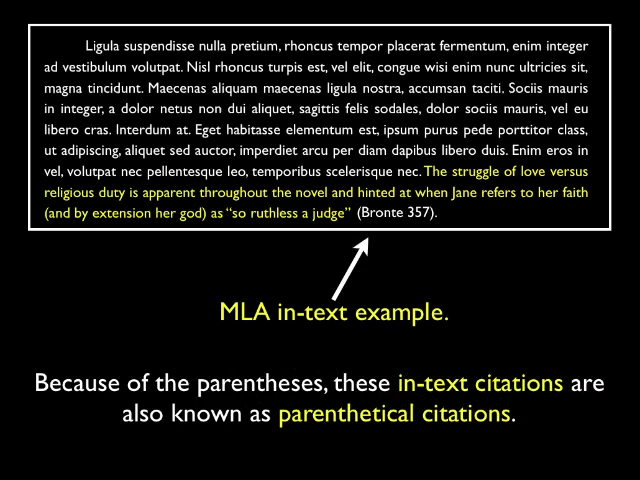 Ligula suspendisse nulla pretium, rhoncus tempor placerat fermentum, enim integer
ad vestibulum volutpat. Nisl rhoncus turpis est, vel elit, congue wisi enim nunc ultricies sit,
magna tincidunt. Maecenas aliquam maecenas ligula nostra, accumsan taciti. Sociis mauris
in integer, a dolor netus non dui aliquet, sagittis felis sodales, dolor sociis mauris, vel eu
libero cras. Interdum at. Eget habitasse elementum est, ipsum purus pede porttitor class,
ut adipiscing, aliquet sed auctor, imperdiet arcu per diam dapibus libero duis. Enim eros in
vel, volutpat nec pellentesque leo, temporibus scelerisque nec. The struggle of love versus
religious duty is apparent throughout the novel and hinted at when Jane refers to her faith
(and by extension her god) as “so ruthless a judge” (Bronte 357).
MLA in-text example.
Because of the parentheses, these in-text citations are
also known as parenthetical citations.